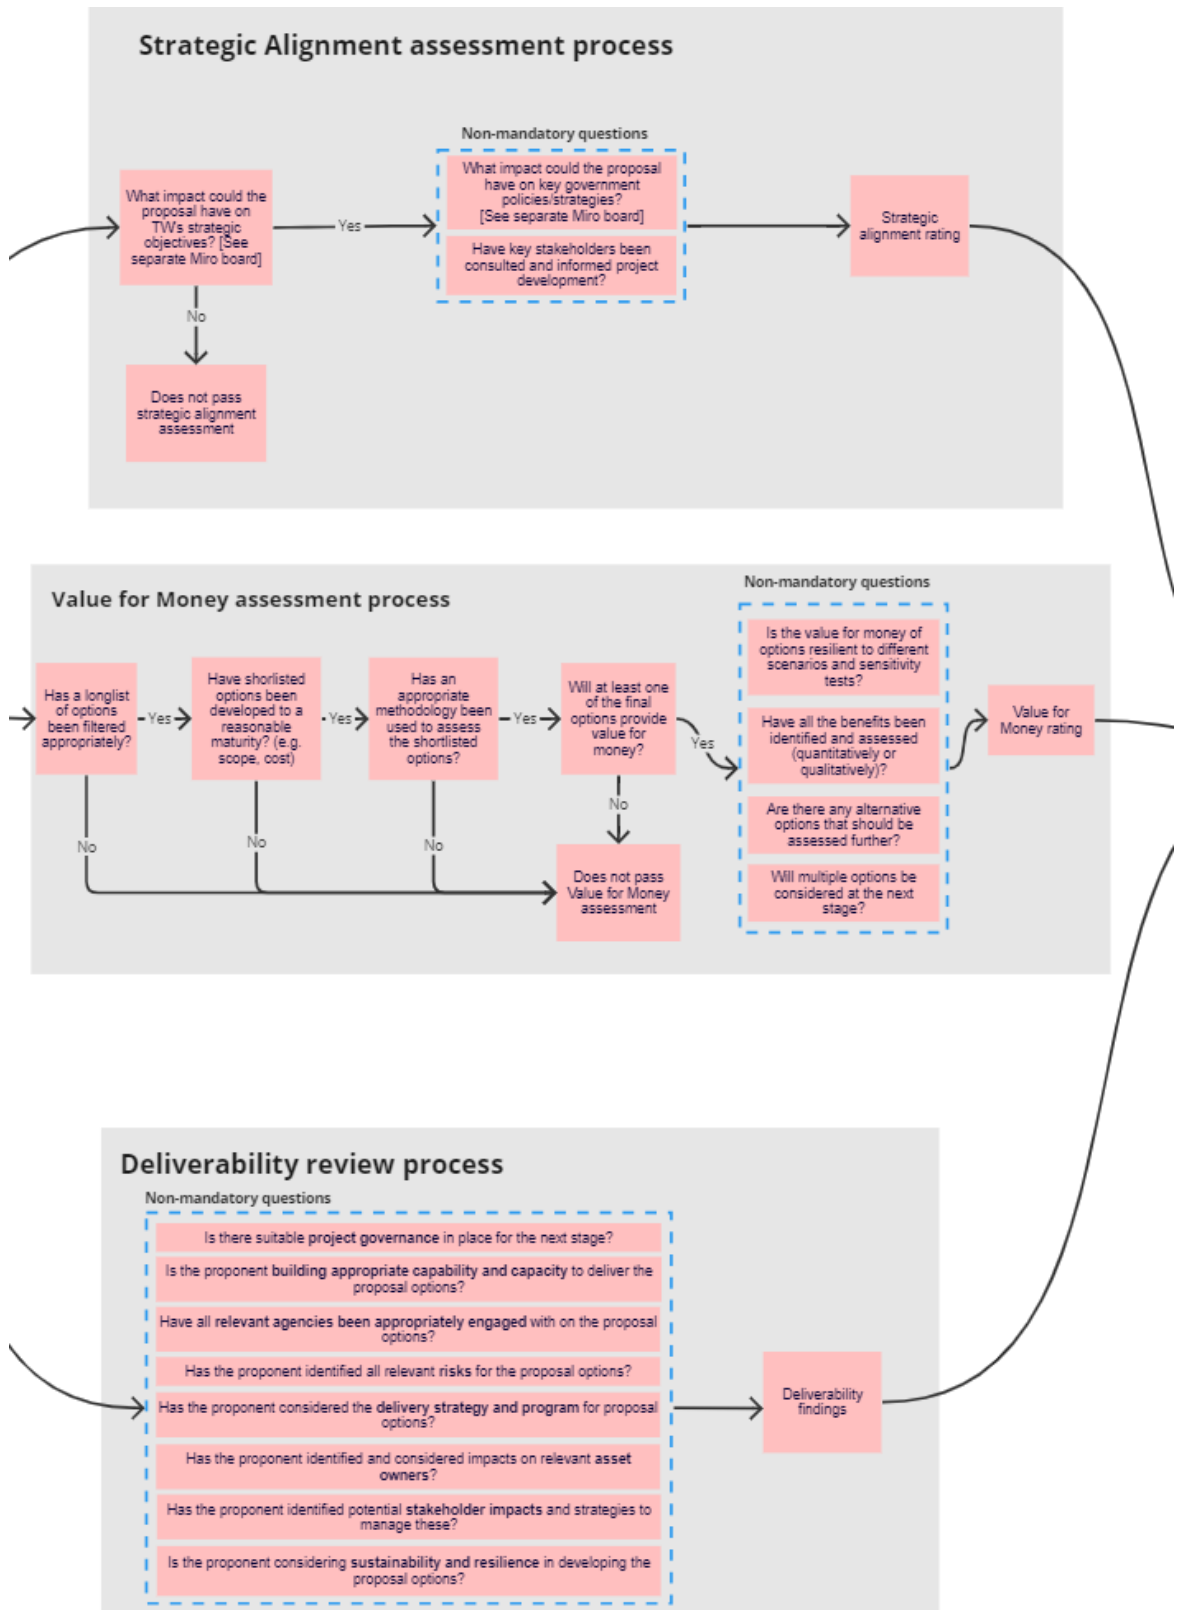 Strategic Alignment assessment process
Non-mandatory questions
What impact could the
proposal have on
TW's strategic
objectives? [See
separate Miro board]
Yes
What impact could the proposal
have on key government
policies/strategies?
[See separate Miro board]
Have key stakeholders been
consulted and informed project
development?
Strategic
alignment rating
No
Does not pass
strategic alignment
assessment
Value for Money assessment process
Non-mandatory questions
Has a longlist
of options
been filtered
appropriately?
Yes
Have shorlisted
options been
developed to a
reasonable
maturity? (e.g.
scope, cost)
Yes
Has an
appropriate
methodology been
used to assess
the shortlisted
options?
Yes
Will at least one
of the final
options provide
value for
money?
Yes
Is the value for money of
options resilient to different
scenarios and sensitivity
tests?
Have all the benefits been
identified and assessed
(quantitatively or
qualitatively)?
Are there any alternative
options that should be
assessed further?
Will multiple options be
considered at the next
stage?
Value for
Money rating
No
No
No
No
Does not pass
Value for Money
assessment
Deliverability review process
Non-mandatory questions
Is there suitable project governance in place for the next stage?
Is the proponent building appropriate capability and capacity to deliver the
proposal options?
Have all relevant agencies been appropriately engaged with on the proposal
options?
Has the proponent identified all relevant risks for the proposal options?
Has the proponent considered the delivery strategy and program for proposal
options?
Has the proponent identified and considered impacts on relevant asset
owners?
Has the proponent identified potential stakeholder impacts and strategies to
manage these?
Is the proponent considering sustainability and resilience in developing the
proposal options?
Deliverability
findings